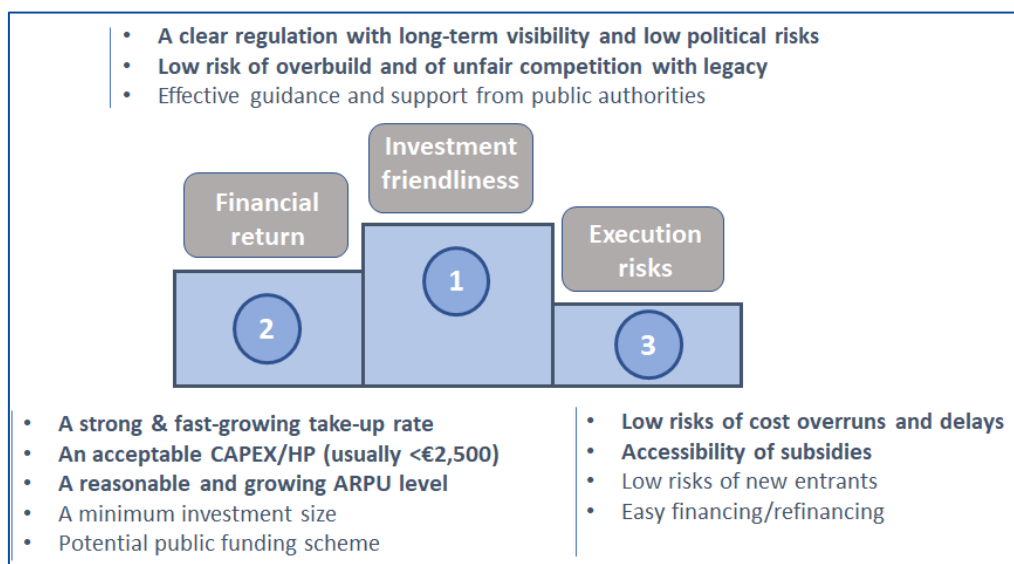 • A clear regulation with long-term visibility and low political risks
• Low risk of overbuild and of unfair competition with legacy
• Effective guidance and support from public authorities
Investment
friendliness
Financial
return
Execution
risks
1
2
3
• A strong & fast-growing take-up rate
• An acceptable CAPEX/HP (usually <€2,500)
• A reasonable and growing ARPU level
• A minimum investment size
• Potential public funding scheme
• Low risks of cost overruns and delays
• Accessibility of subsidies
• Low risks of new entrants
• Easy financing/refinancing